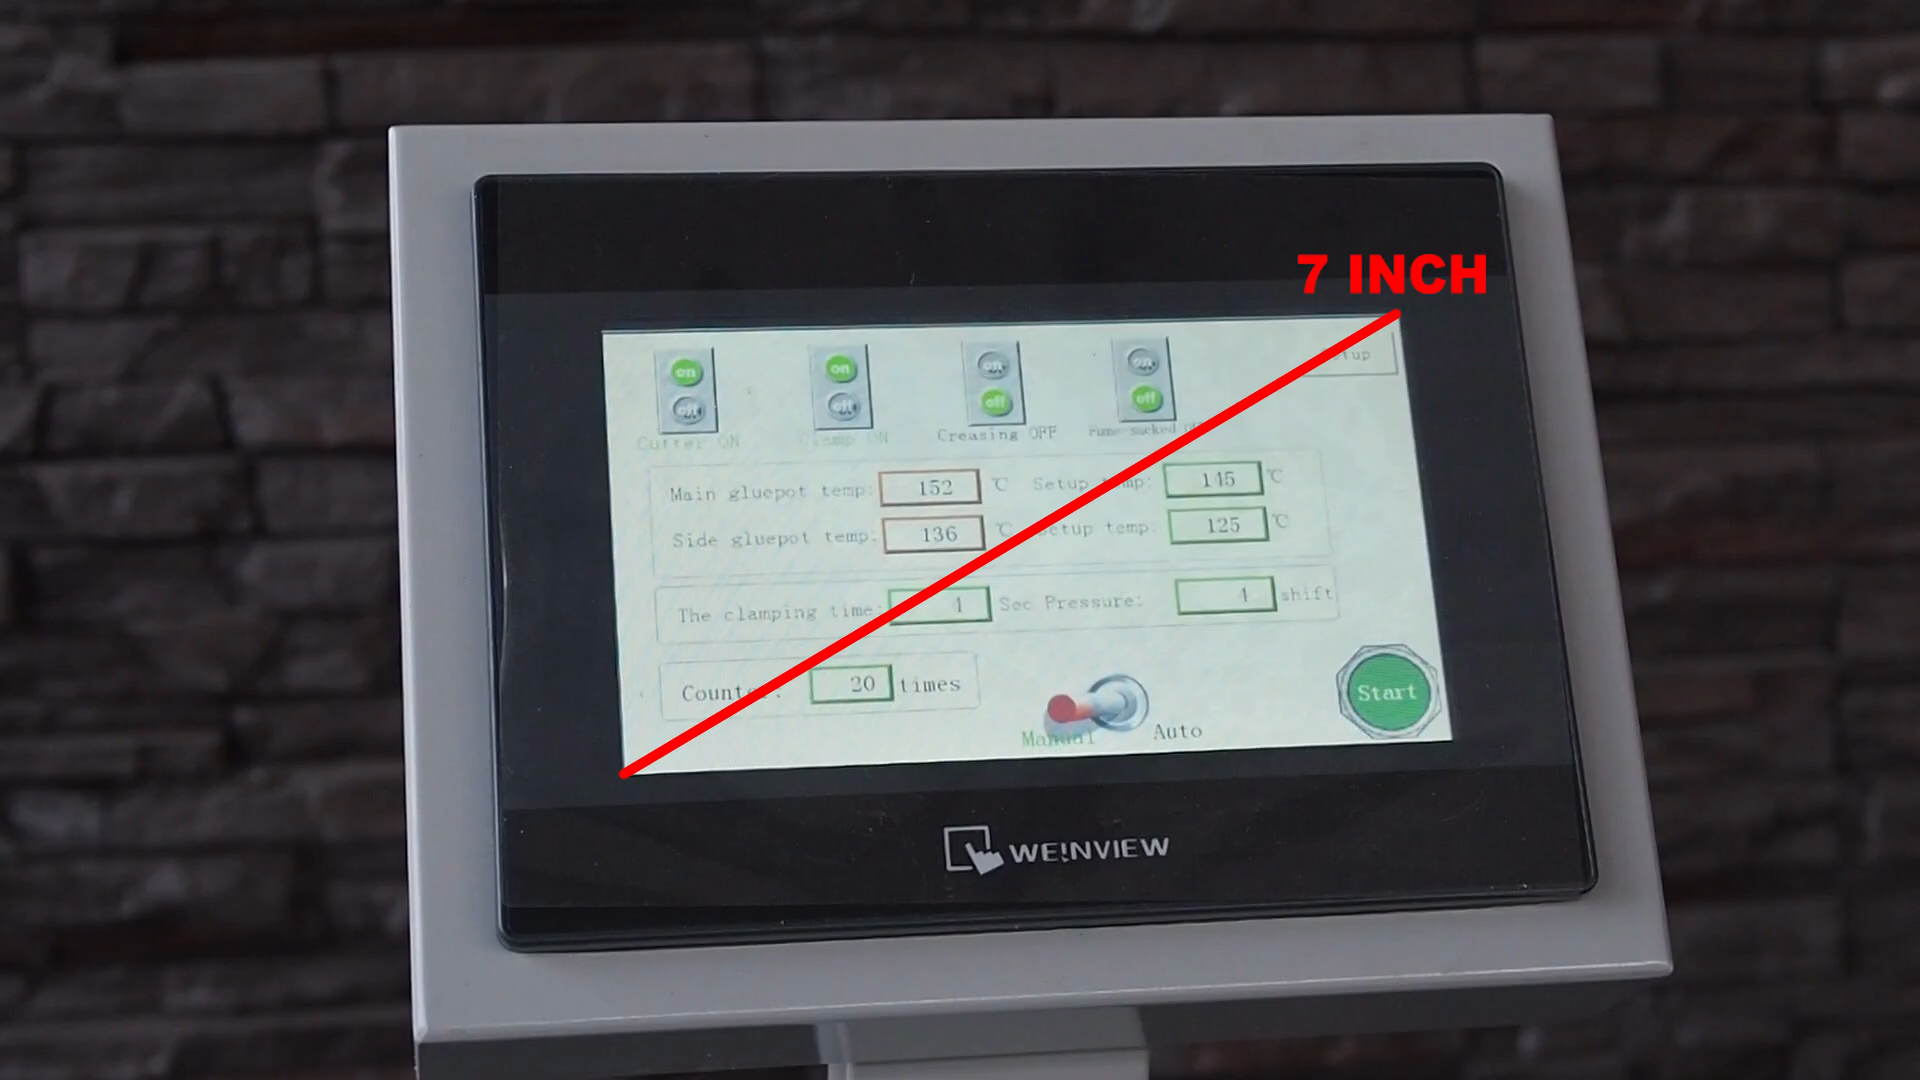 7 INCH
on on on on
off off off off
Setup
Cutter ON Clamp ON Creasing OFF Fume sucked
Main gluepot temp: 152 ℃ Setup temp: 145 ℃
Side gluepot temp: 136 ℃ Setup temp: 125 ℃
The clamping time: 1 Sec Pressure: 4 shift
Counter: 20 times
Start
Manual Auto
WEINVIEW